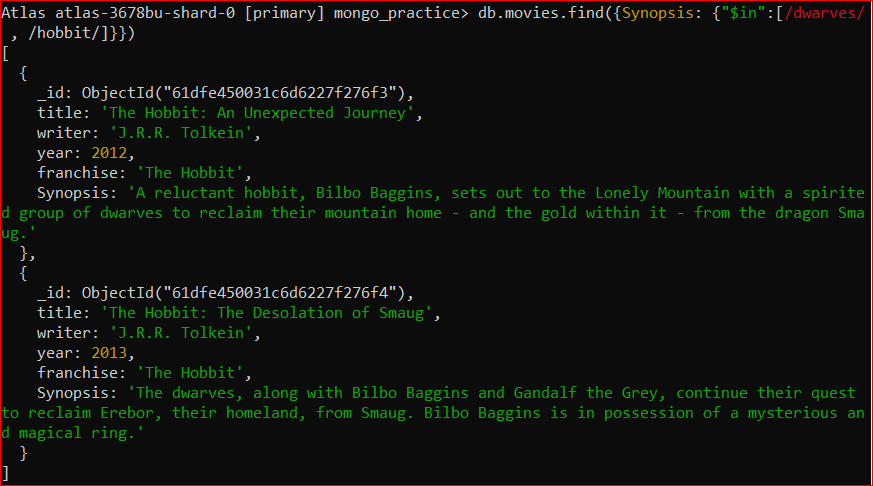 Atlas atlas-3678bu-shard-0 [primary] mongo_practice> db.movies.find({Synopsis: {"$in":[/dwarves/
 , /hobbit/]}})
[
  {
    _id: ObjectId("61dfe450031c6d6227f276f3"),
    title: 'The Hobbit: An Unexpected Journey',
    writer: 'J.R.R. Tolkein',
    year: 2012,
    franchise: 'The Hobbit',
    Synopsis: 'A reluctant hobbit, Bilbo Baggins, sets out to the Lonely Mountain with a spirite
d group of dwarves to reclaim their mountain home - and the gold within it - from the dragon Sma
ug.'
  },
  {
    _id: ObjectId("61dfe450031c6d6227f276f4"),
    title: 'The Hobbit: The Desolation of Smaug',
    writer: 'J.R.R. Tolkein',
    year: 2013,
    franchise: 'The Hobbit',
    Synopsis: 'The dwarves, along with Bilbo Baggins and Gandalf the Grey, continue their quest
to reclaim Erebor, their homeland, from Smaug. Bilbo Baggins is in possession of a mysterious an
d magical ring.'
  }
]